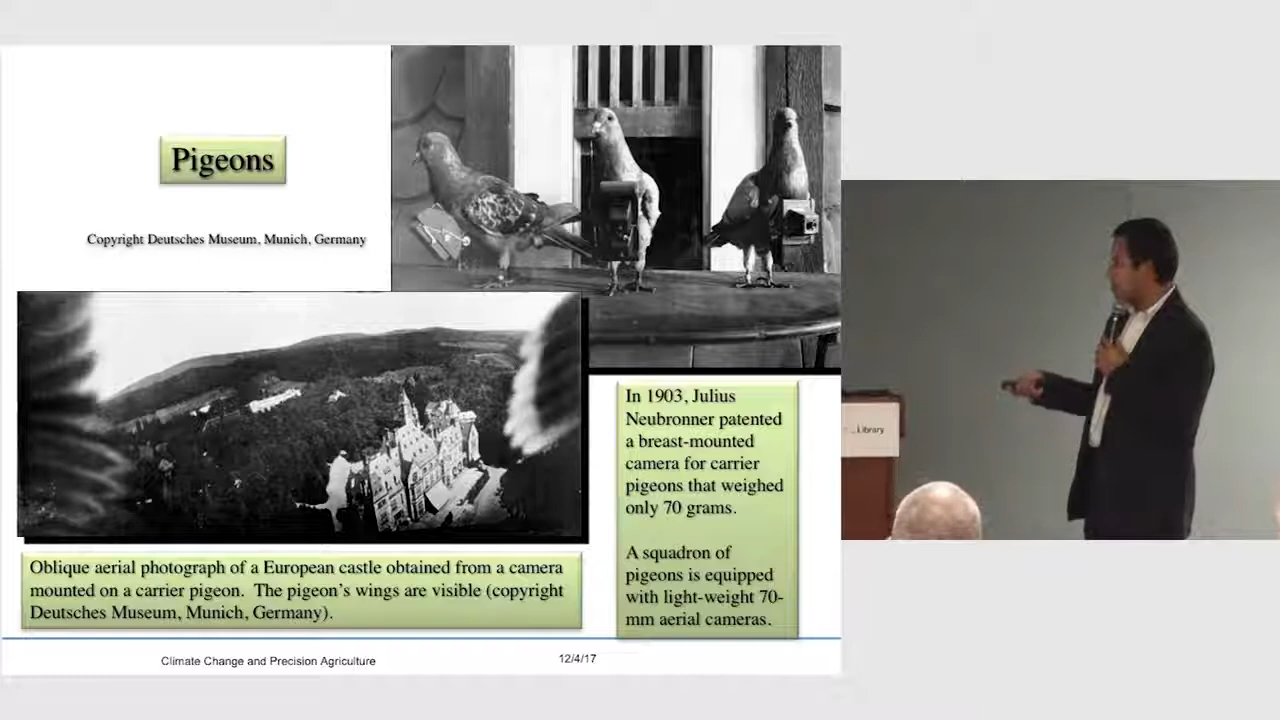 Pigeons
Copyright Deutsches Museum, Munich, Germany
In 1903, Julius
Neubronner patented
a breast-mounted
camera for carrier
pigeons that weighed
only 70 grams.
A squadron of
pigeons is equipped
with light-weight 70-
mm aerial cameras.
Oblique aerial photograph of a European castle obtained from a camera
mounted on a carrier pigeon. The pigeon's wings are visible (copyright
Deutsches Museum, Munich, Germany).
Climate Change and Precision Agriculture
12/4/17
Library